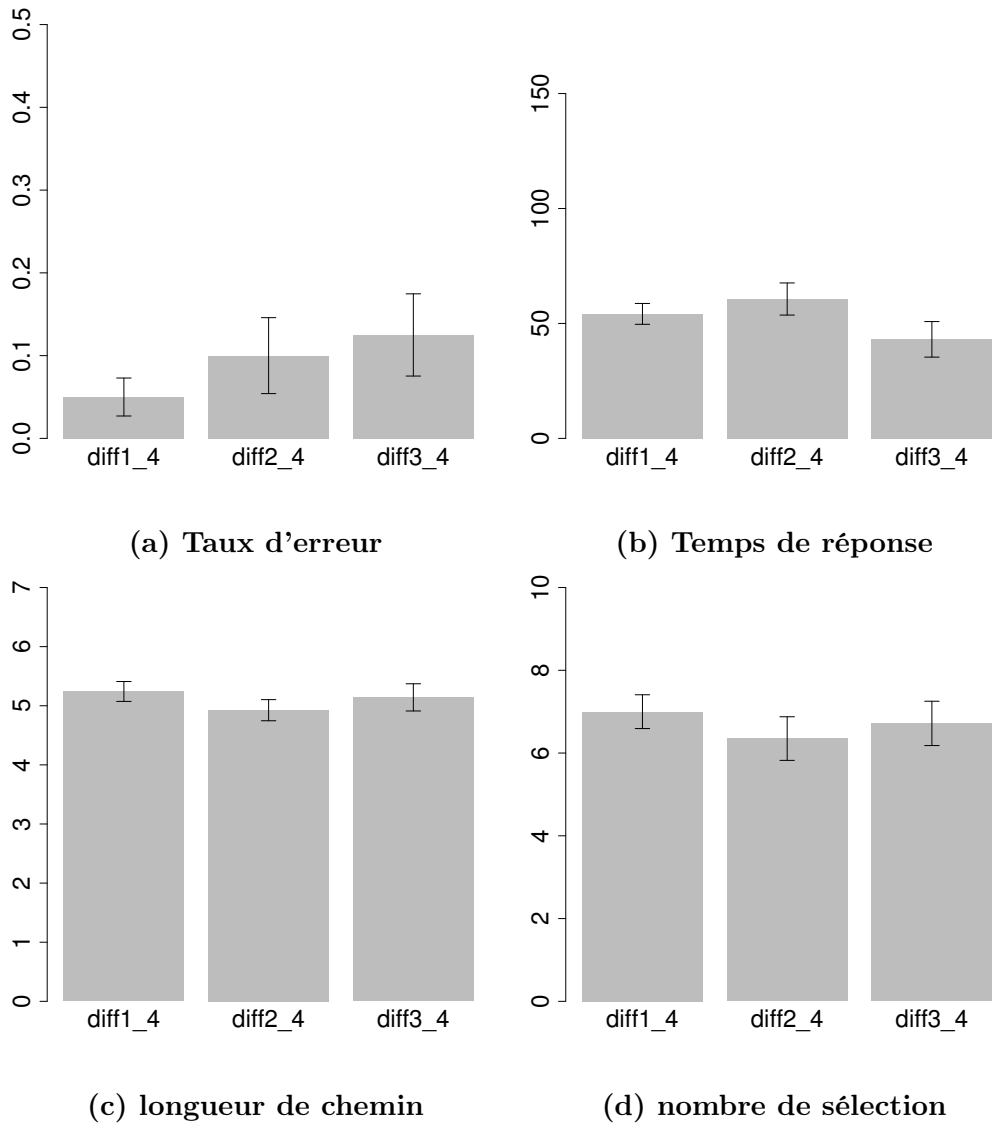 0.0 0.1 0.2 0.3 0.4 0.5
diff1_4 diff2_4 diff3_4
(a) Taux d'erreur
0 50 100 150
diff1_4 diff2_4 diff3_4
(b) Temps de réponse
0 1 2 3 4 5 6 7
diff1_4 diff2_4 diff3_4
(c) longueur de chemin
0 2 4 6 8 10
diff1_4 diff2_4 diff3_4
(d) nombre de sélection